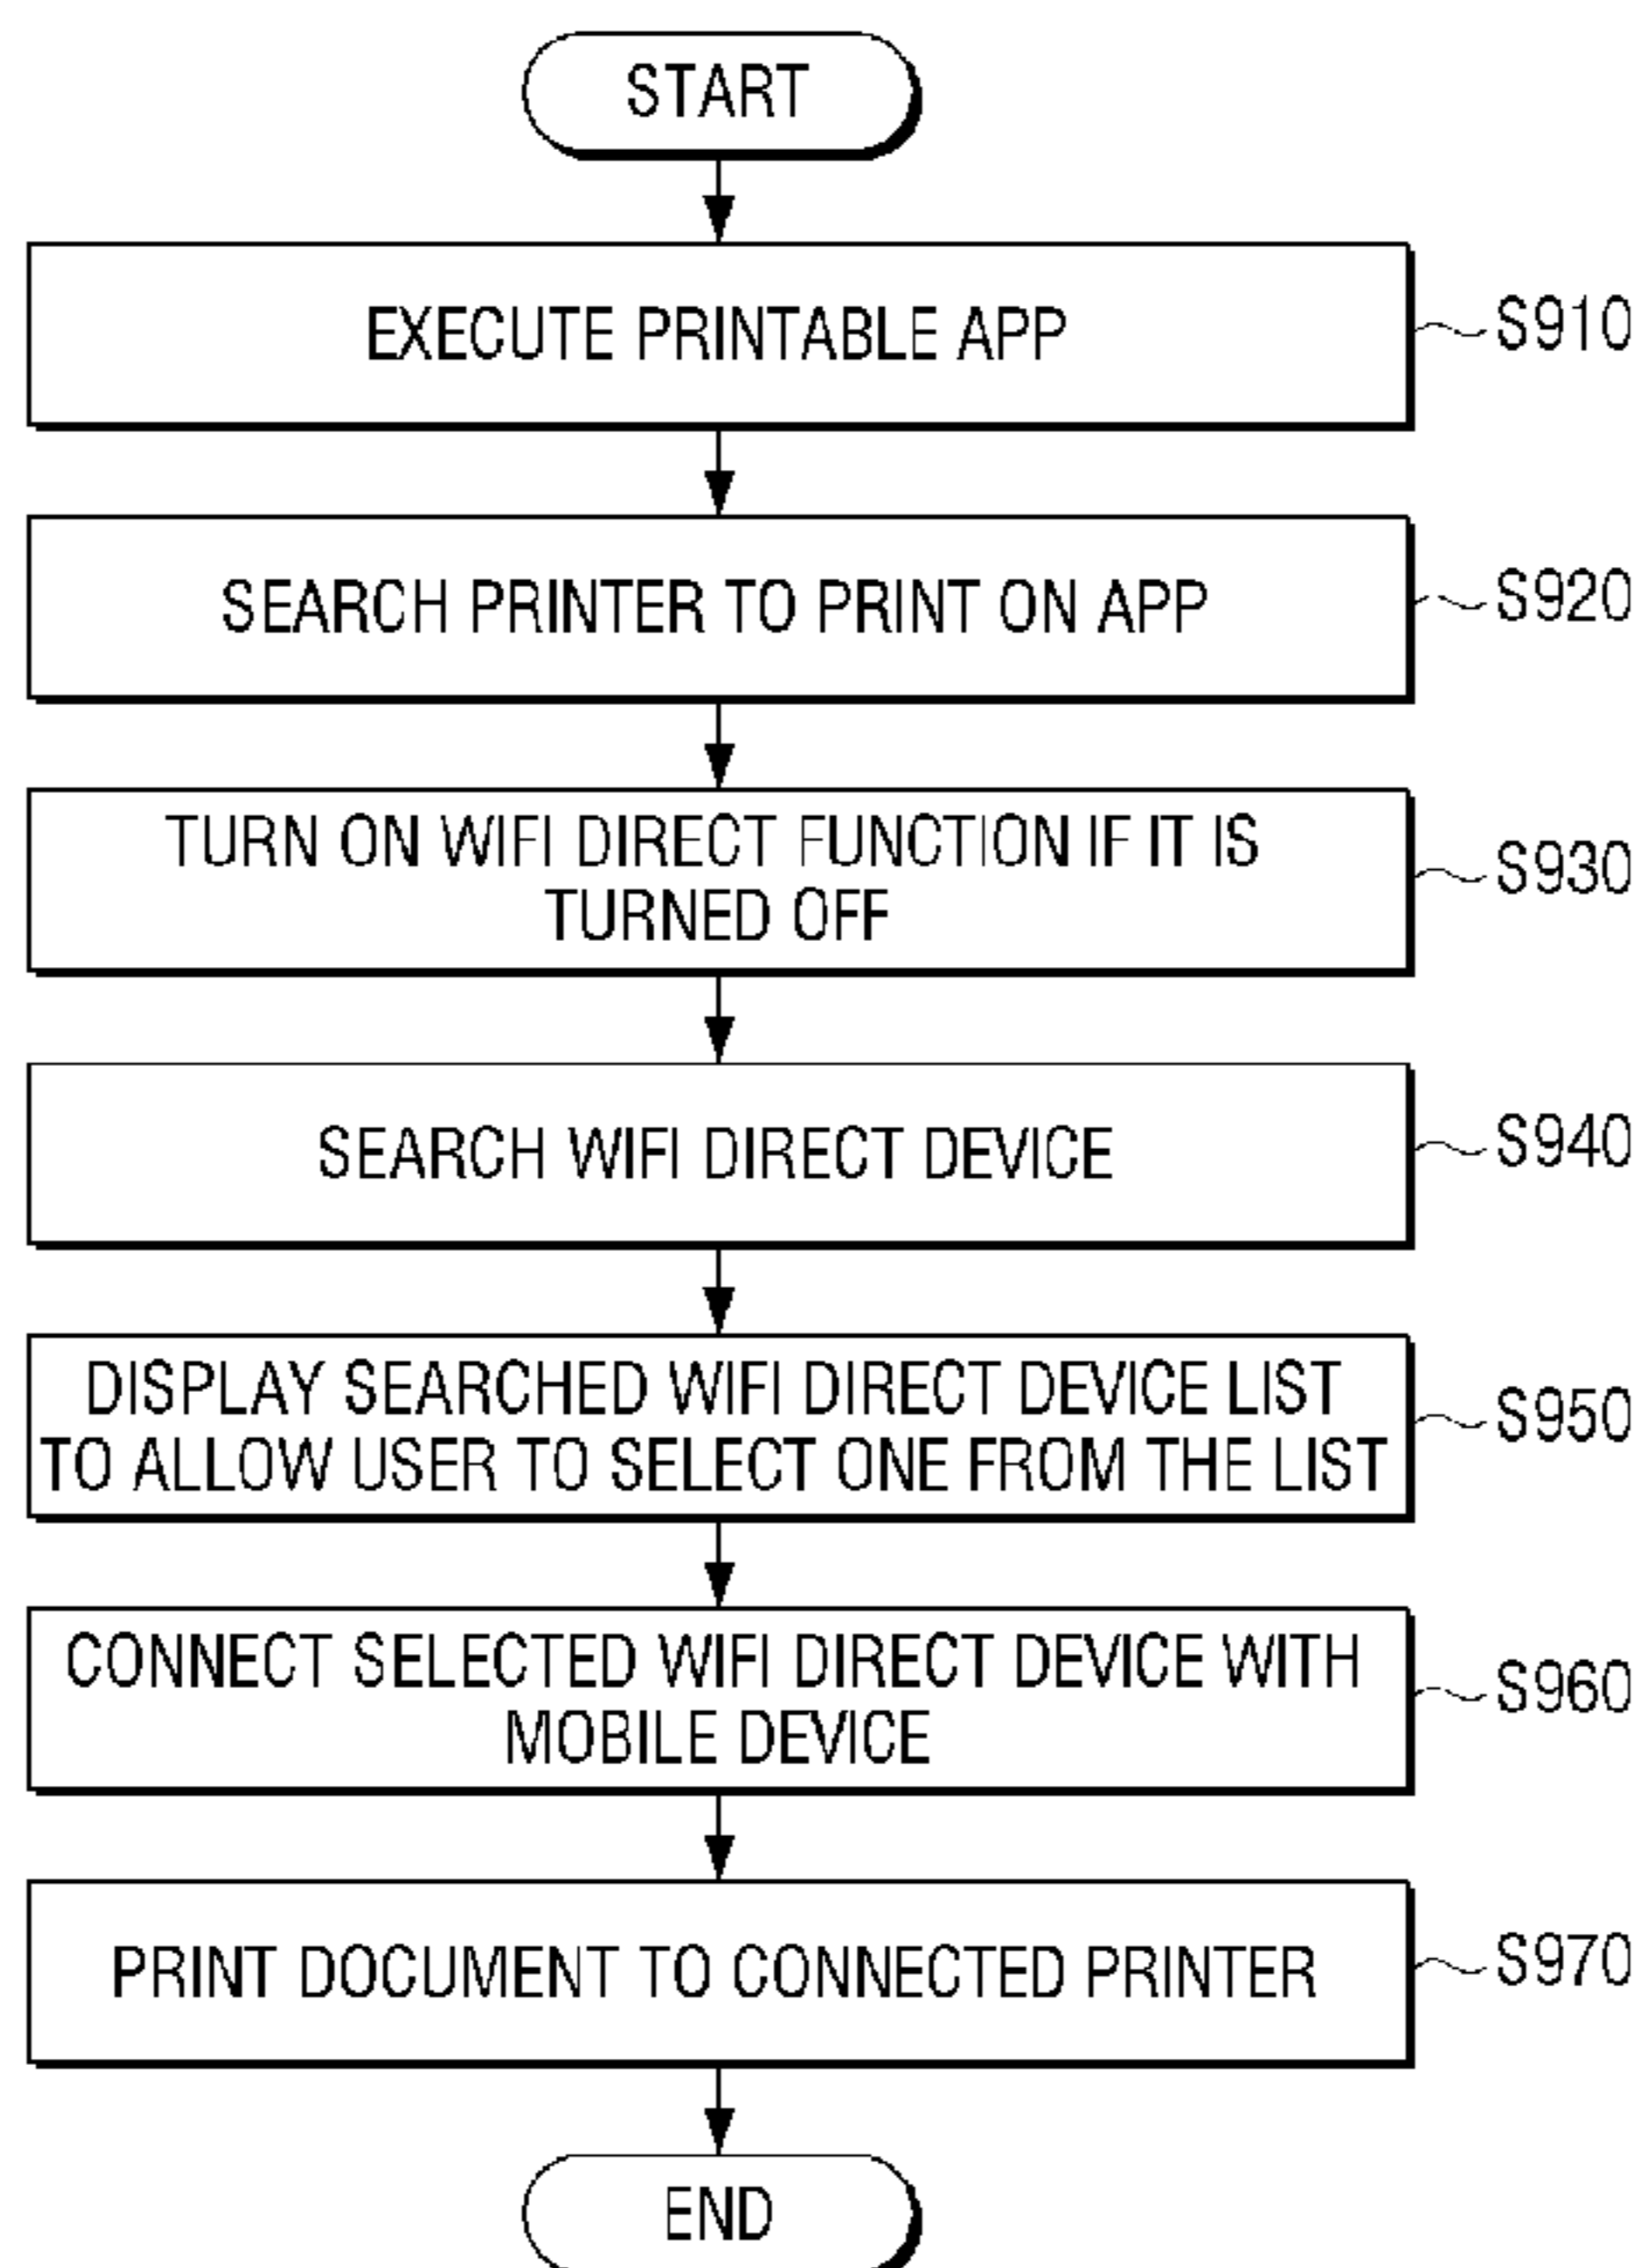 START
EXECUTE PRINTABLE APP
S910
SEARCH PRINTER TO PRINT ON APP
S920
TURN ON WIFI DIRECT FUNCTION IF IT IS
TURNED OFF
S930
SEARCH WIFI DIRECT DEVICE
S940
DISPLAY SEARCHED WIFI DIRECT DEVICE LIST
TO ALLOW USER TO SELECT ONE FROM THE LIST
S950
CONNECT SELECTED WIFI DIRECT DEVICE WITH
MOBILE DEVICE
S960
PRINT DOCUMENT TO CONNECTED PRINTER
S970
END